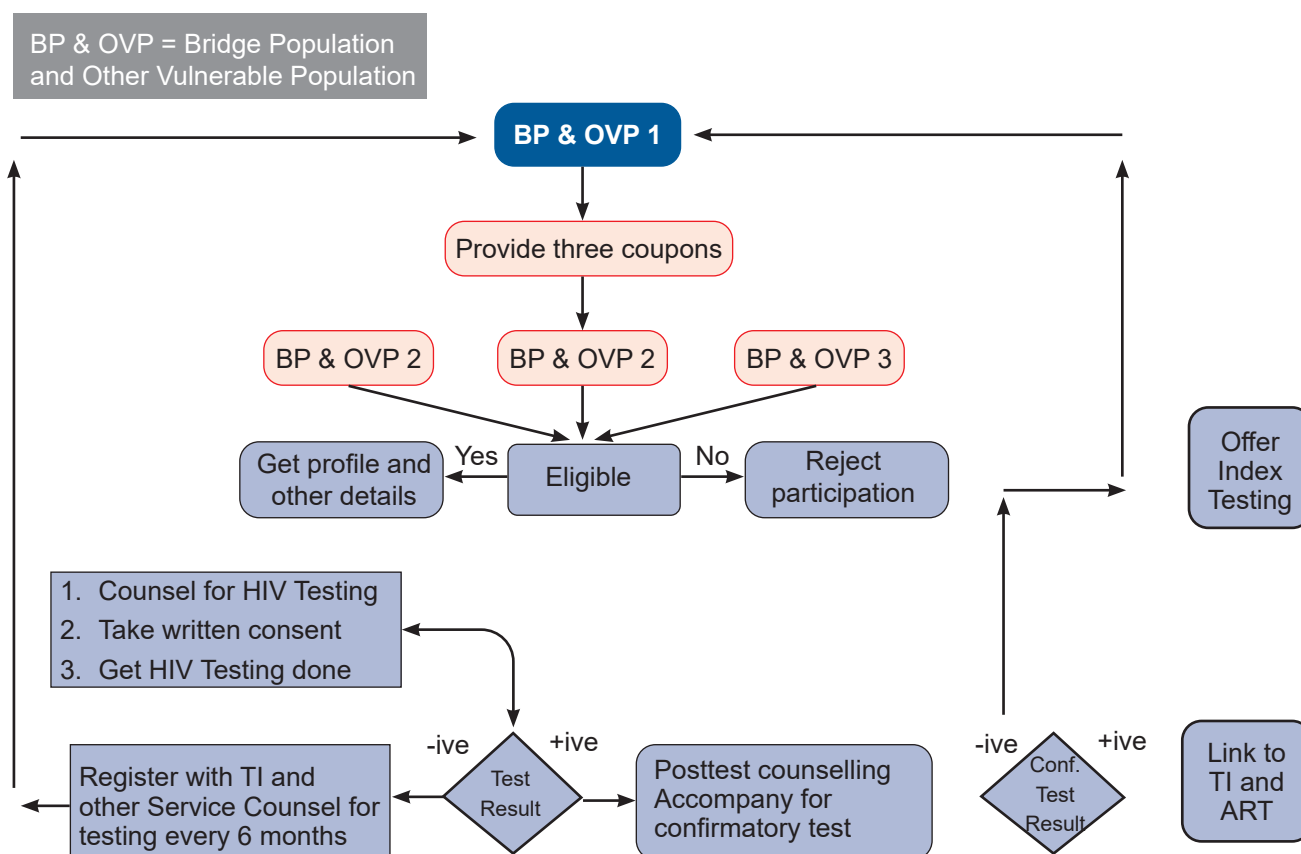 BP & OVP = Bridge Population
and Other Vulnerable Population
BP & OVP 1
Provide three coupons
BP & OVP 2
BP & OVP 2
BP & OVP 3
Get profile and
other details
Yes
Eligible
No
Reject
participation
Offer
Index
Testing
1. Counsel for HIV Testing
2. Take written consent
3. Get HIV Testing done
Register with TI and
other Service Counsel for
testing every 6 months
-ive
+ive
Test
Result
Posttest counselling
Accompany for
confirmatory test
-ive
+ive
Conf.
Test
Result
Link to
TI and
ART